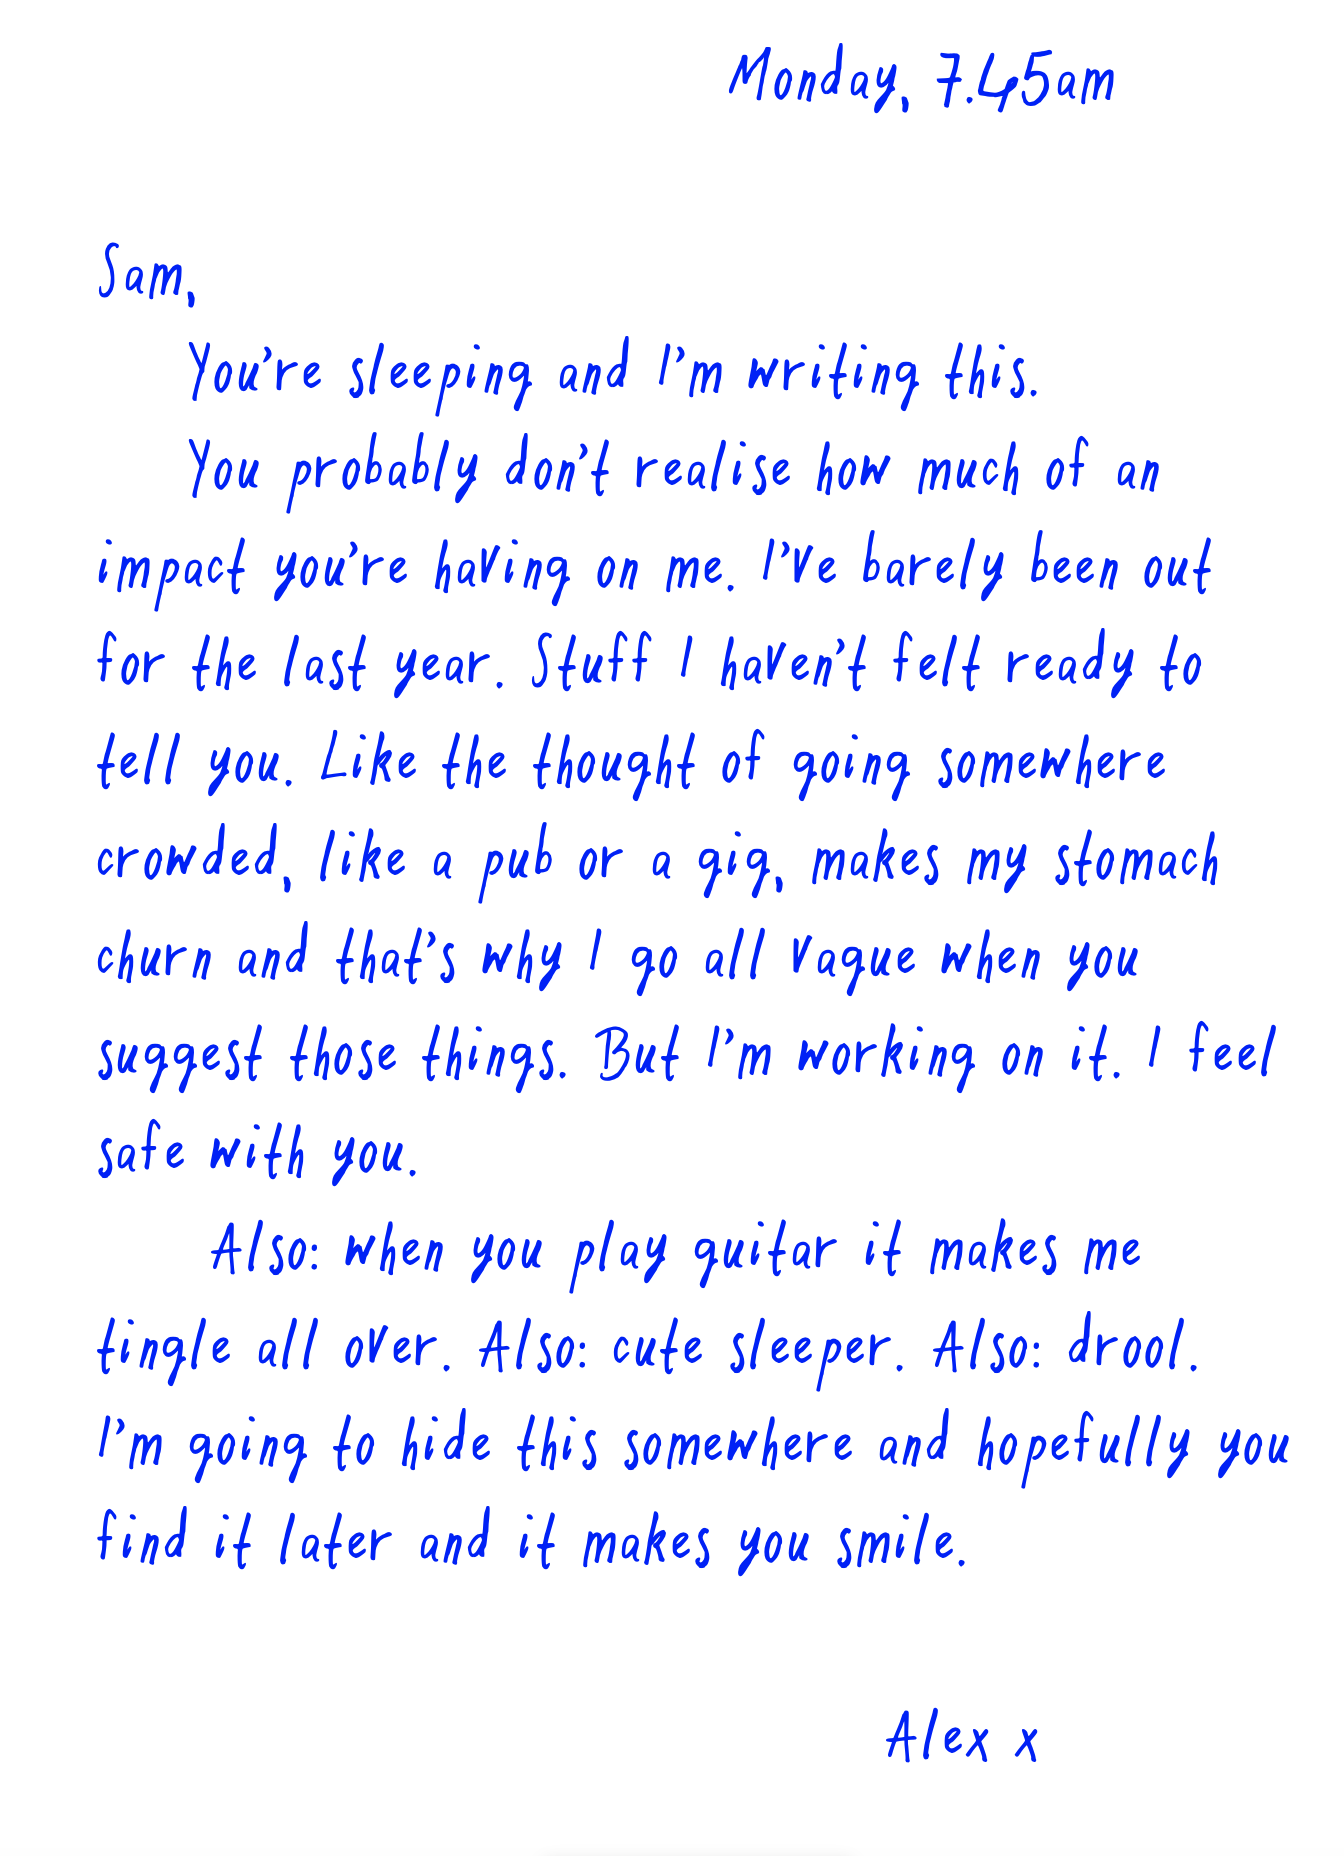 Monday, 7.45am
Sam,
You're sleeping and I'm writing this.
You probably don't realise how much of an
impact you're having on me. I've barely been out
for the last year. Stuff I haven't felt ready to
tell you. Like the thought of going somewhere
crowded, like a pub or a gig, makes my stomach
churn and that's why I go all vague when you
suggest those things. But I'm working on it. I feel
safe with you.
Also: when you play guitar it makes me
tingle all over. Also: cute sleeper. Also: drool.
I'm going to hide this somewhere and hopefully you
find it later and it makes you smile.
Alex x